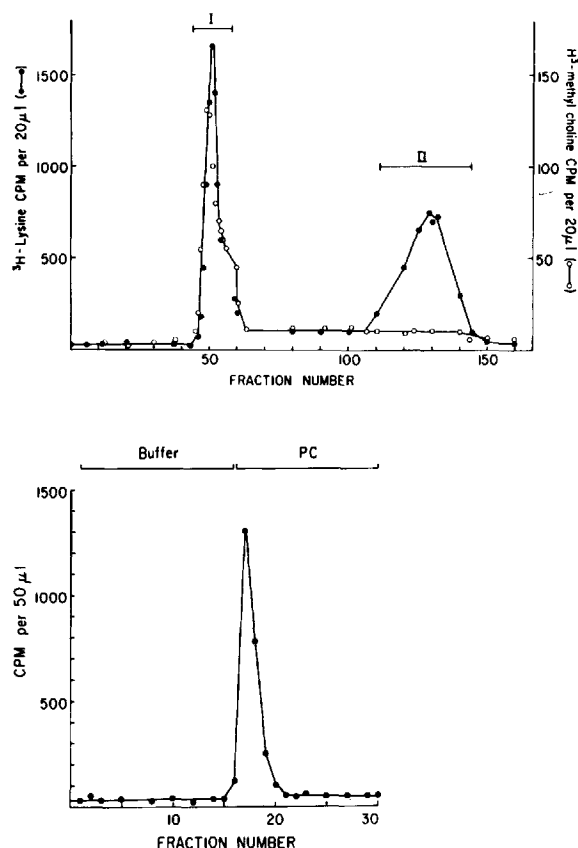 I
II
1500
1000
500
150
100
50
³H-Lysine CPM per 20μl (●—●)
H³-methyl choline CPM per 20μl (○—○)
50
100
150
FRACTION NUMBER
Buffer
PC
1500
1000
500
CPM per 50 μl
10
20
30
FRACTION NUMBER